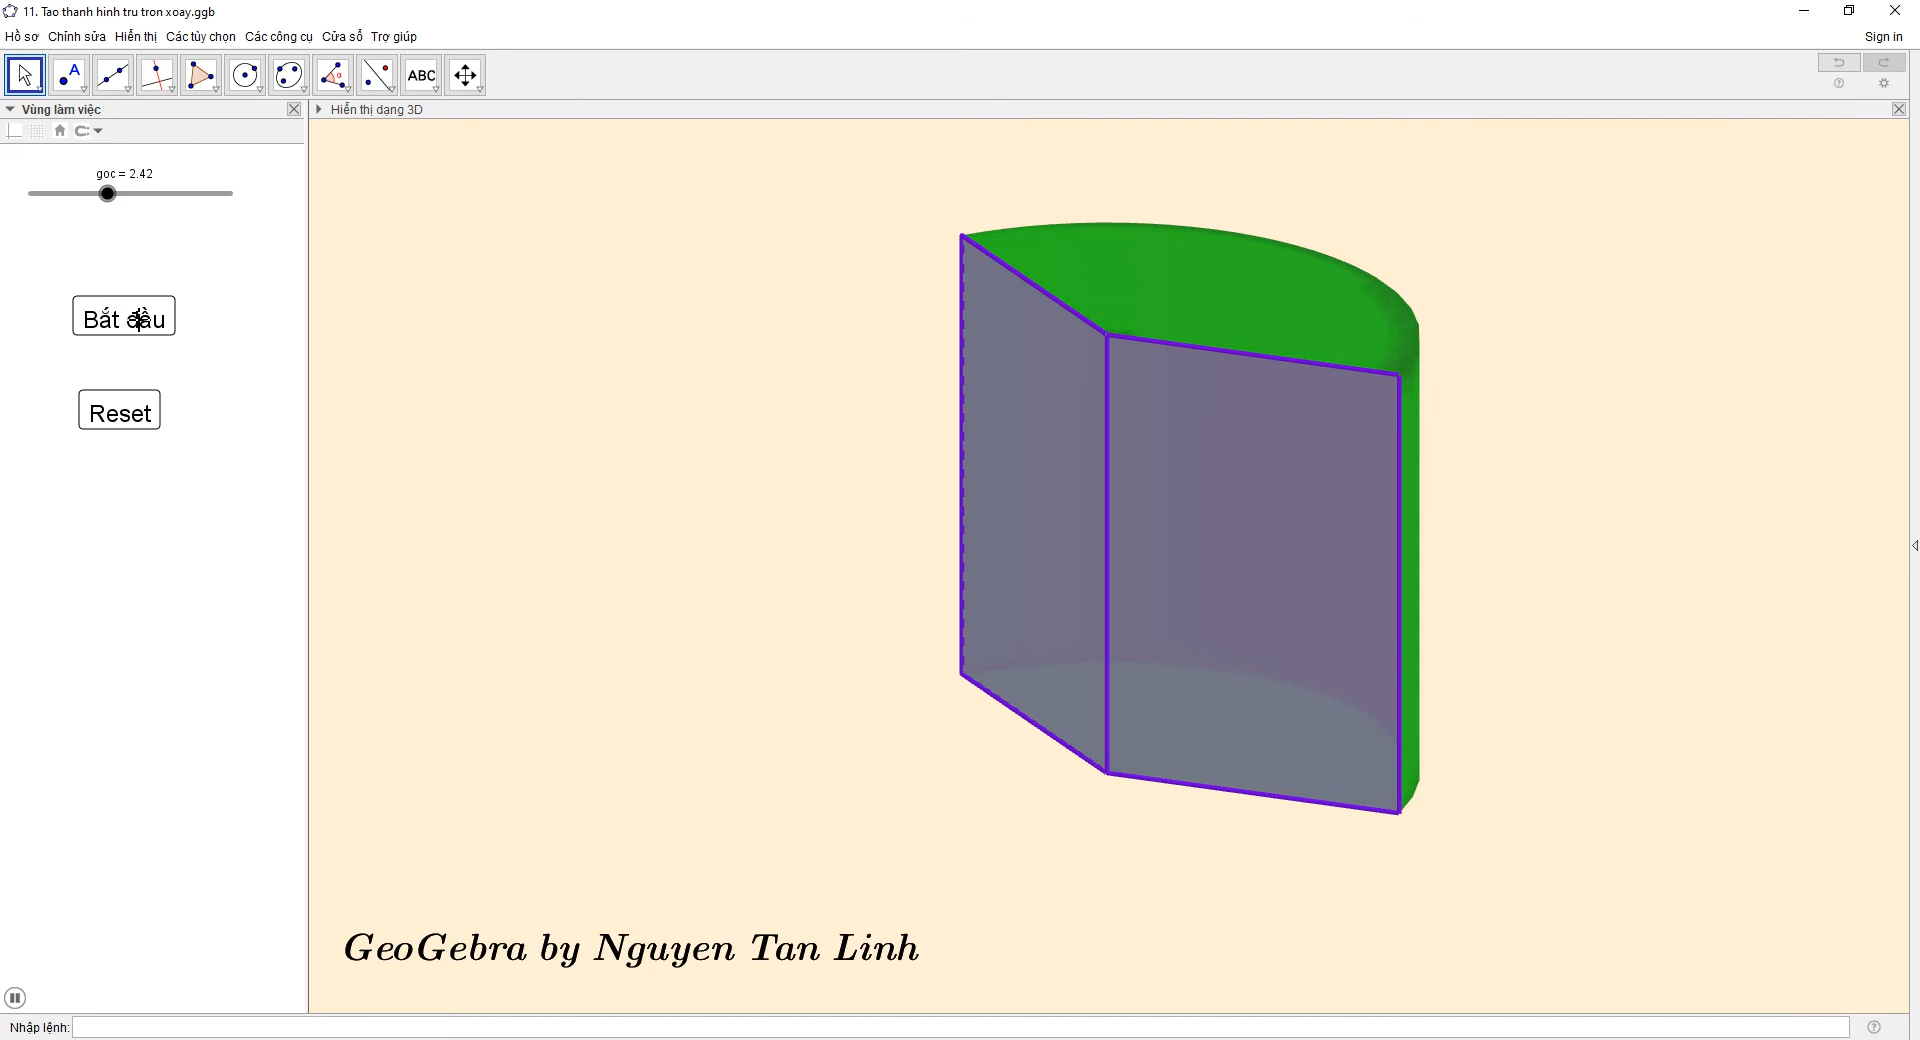 11. Tao thanh hinh tru tron xoay.ggb
Hồ sơ Chỉnh sửa Hiển thị Các tùy chọn Các công cụ Cửa sổ Trợ giúp
Sign in
A
α
ABC
Vùng làm việc
Hiển thị dạng 3D
goc = 2.42
Bắt đầu
Reset
GeoGebra by Nguyen Tan Linh
Nhập lệnh: